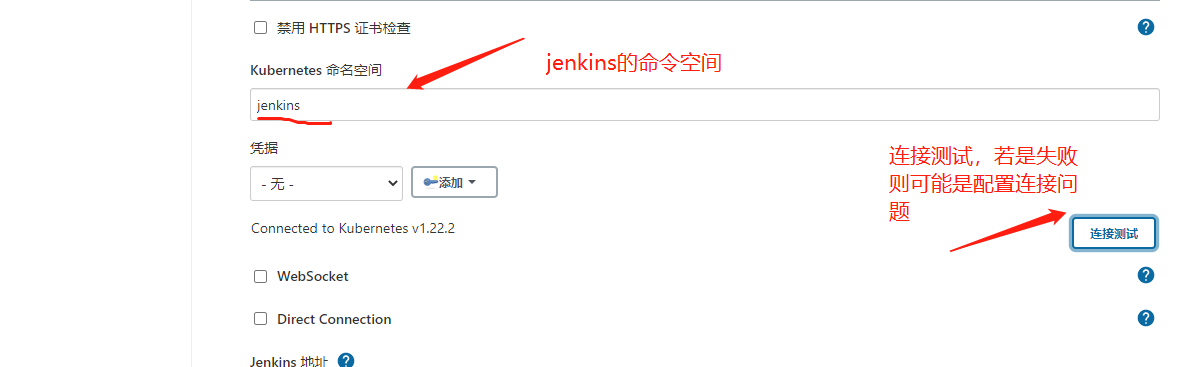 禁用 HTTPS 证书检查
Kubernetes 命名空间
jenkins的命令空间
jenkins
凭据
- 无 -
添加
连接测试，若是失败
则可能是配置连接问
题
Connected to Kubernetes v1.22.2
连接测试
WebSocket
Direct Connection
Jenkins 地址